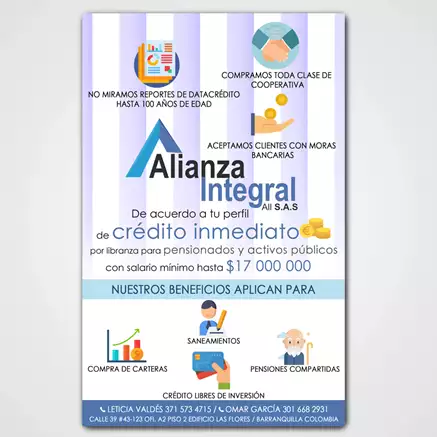 NO MIRAMOS REPORTES DE DATACRÉDITO
HASTA 100 AÑOS DE EDAD
COMPRAMOS TODA CLASE DE
COOPERATIVA
ACEPTAMOS CLIENTES CON MORAS
BANCARIAS
Alianza
Integral
All S.A.S
De acuerdo a tu perfil
de crédito inmediato
por libranza para pensionados y activos públicos
con salario mínimo hasta $17 000 000
NUESTROS BENEFICIOS APLICAN PARA
SANEAMIENTOS
COMPRA DE CARTERAS
PENSIONES COMPARTIDAS
CRÉDITO LIBRES DE INVERSIÓN
LETICIA VALDÉS 371 573 4715 / OMAR GARCÍA 301 668 2931
CALLE 39 #43-123 OFI. A2 PISO 2 EDIFICIO LAS FLORES / BARRANQUILLA COLOMBIA